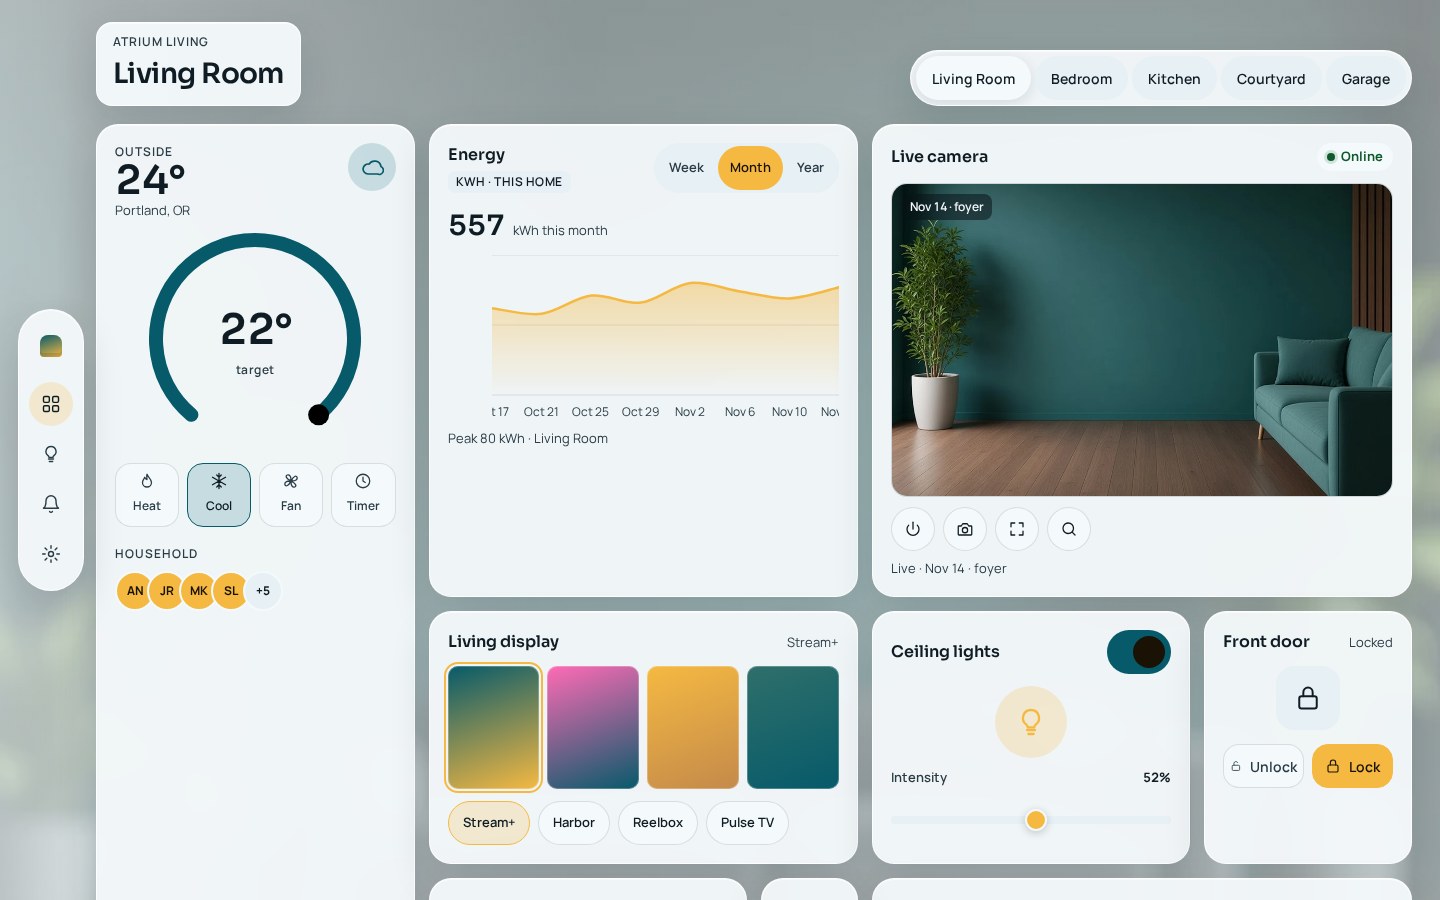 ATRIUM LIVING
Living Room
Living Room
Bedroom
Kitchen
Courtyard
Garage
OUTSIDE
24°
Portland, OR
22°
target
Heat
Cool
Fan
Timer
HOUSEHOLD
AN
JR
MK
SL
+5
Energy
KWH · THIS HOME
Week
Month
Year
557 kWh this month
t 17 Oct 21 Oct 25 Oct 29 Nov 2 Nov 6 Nov 10 Nov
Peak 80 kWh · Living Room
Live camera
Online
Nov 14 · foyer
Live · Nov 14 · foyer
Living display
Stream+
Stream+
Harbor
Reelbox
Pulse TV
Ceiling lights
Intensity
52%
Front door
Locked
Unlock
Lock